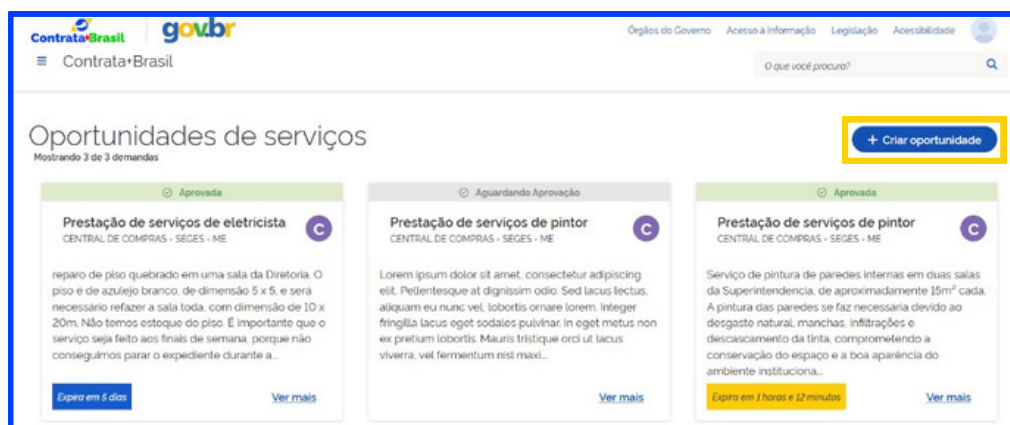 Contrata+Brasil
gov.br
Órgãos do Governo Acesso à Informação Legislação Acessibilidade
Contrata+Brasil
O que você procura?
Oportunidades de serviços
Mostrando 3 de 3 demandas
+ Criar oportunidade
Aprovada
Prestação de serviços de eletricista
CENTRAL DE COMPRAS - SEGES - ME
C
reparo de piso quebrado em uma sala da Diretoria. O
piso é de azulejo branco, de dimensão 5 x 5, e será
necessário refazer a sala toda, com dimensão de 10 x
20m. Não temos estoque do piso. É importante que o
serviço seja feito aos finais de semana, porque não
conseguimos parar o expediente durante a...
Expira em 5 dias
Ver mais
Aguardando Aprovação
Prestação de serviços de pintor
CENTRAL DE COMPRAS - SEGES - ME
C
Lorem ipsum dolor sit amet, consectetur adipiscing
elit. Pellentesque at dignissim odio. Sed lacus lectus,
aliquam eu nunc vel, lobortis ornare lorem. Integer
fringilla lacus eget sodales pulvinar. In eget metus non
ex pretium lobortis. Mauris tristique orci ut lacus
viverra, vel fermentum nisl maxi...
Ver mais
Aprovada
Prestação de serviços de pintor
CENTRAL DE COMPRAS - SEGES - ME
C
Serviço de pintura de paredes internas em duas salas
da Superintendencia, de aproximadamente 15m² cada.
A pintura das paredes se faz necessária devido ao
desgaste natural, manchas, infiltrações e
descascamento da tinta, comprometendo a
conservação do espaço e a boa aparência do
ambiente instituciona...
Expira em 1 horas e 12 minutos
Ver mais